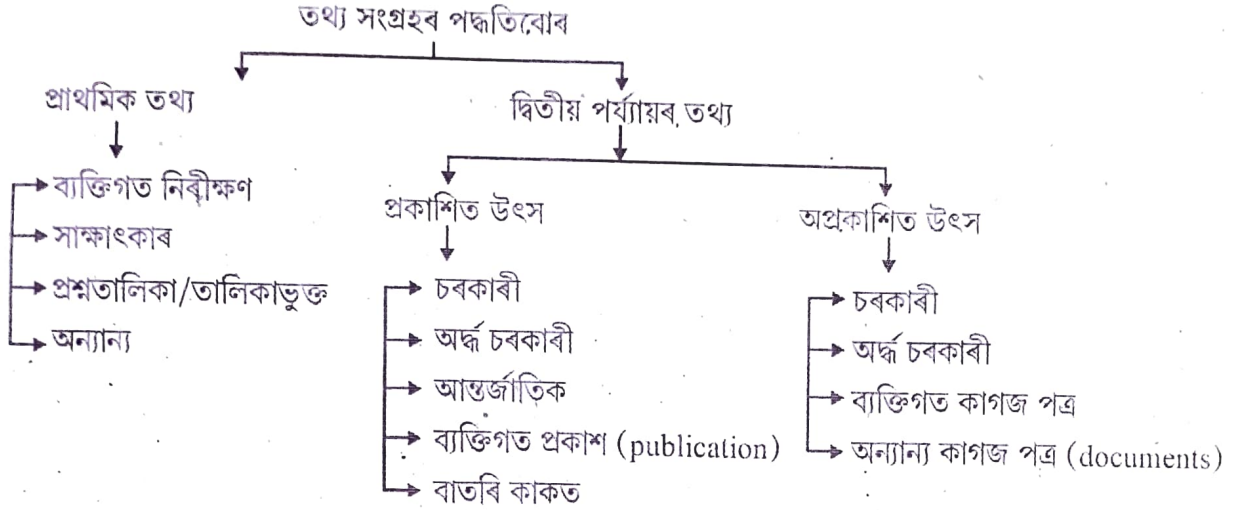 তথ্য সংগ্ৰহৰ পদ্ধতিবোৰ
প্ৰাথমিক তথ্য
দ্বিতীয় পৰ্য্যায়ৰ তথ্য
ব্যক্তিগত নিৰীক্ষণ
সাক্ষাৎকাৰ
প্ৰশ্নতালিকা/তালিকাভুক্ত
অন্যান্য
প্ৰকাশিত উৎস
চৰকাৰী
অৰ্দ্ধ চৰকাৰী
আন্তৰ্জাতিক
ব্যক্তিগত প্ৰকাশ (publication)
বাতৰি কাকত
অপ্ৰকাশিত উৎস
চৰকাৰী
অৰ্দ্ধ চৰকাৰী
ব্যক্তিগত কাগজ পত্ৰ
অন্যান্য কাগজ পত্ৰ (documents)